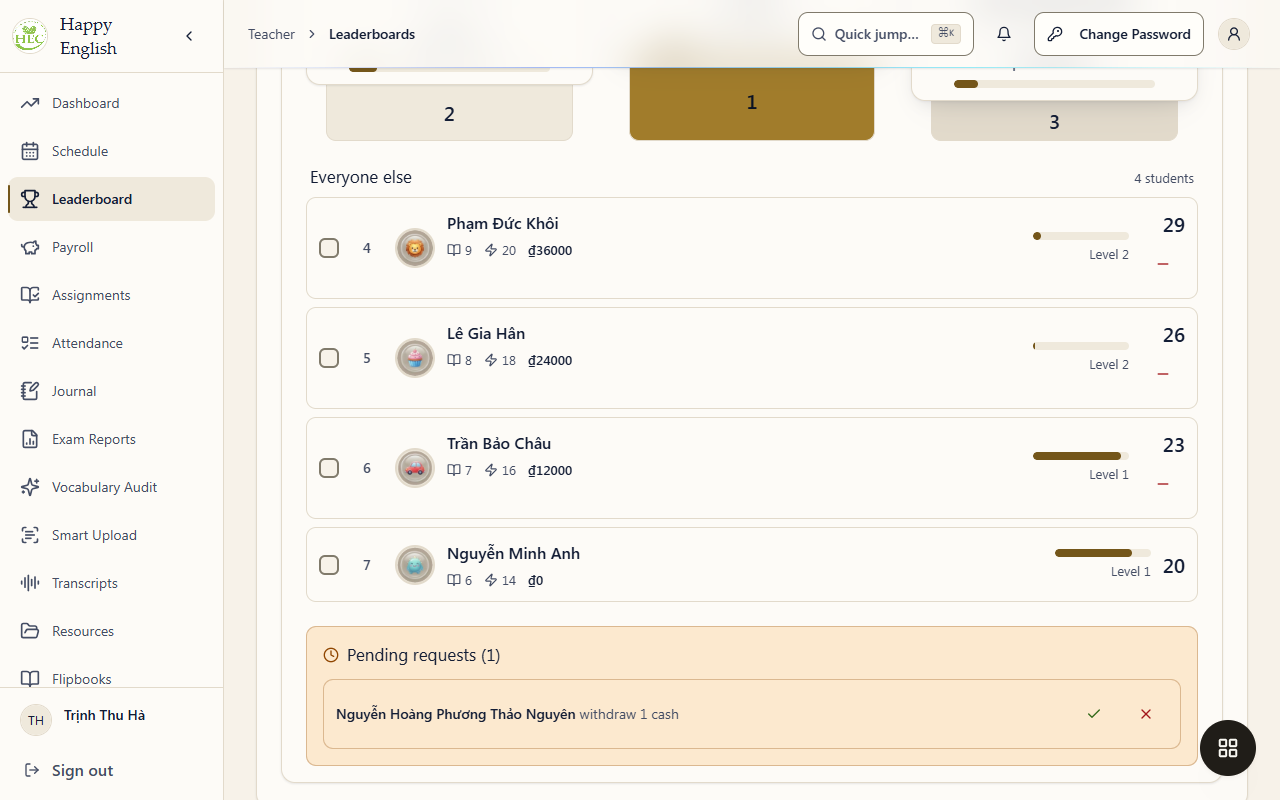 HEC
Happy
English
Teacher
Leaderboards
Quick jump...
⌘K
Change Password
Dashboard
Schedule
Leaderboard
Payroll
Assignments
Attendance
Journal
Exam Reports
Vocabulary Audit
Smart Upload
Transcripts
Resources
Flipbooks
TH
Trịnh Thu Hà
Sign out
2
1
3
Everyone else
4 students
4
Phạm Đức Khôi
9 20 ₫36000
Level 2
29
5
Lê Gia Hân
8 18 ₫24000
Level 2
26
6
Trần Bảo Châu
7 16 ₫12000
Level 1
23
7
Nguyễn Minh Anh
6 14 ₫0
Level 1
20
Pending requests (1)
Nguyễn Hoàng Phương Thảo Nguyên withdraw 1 cash